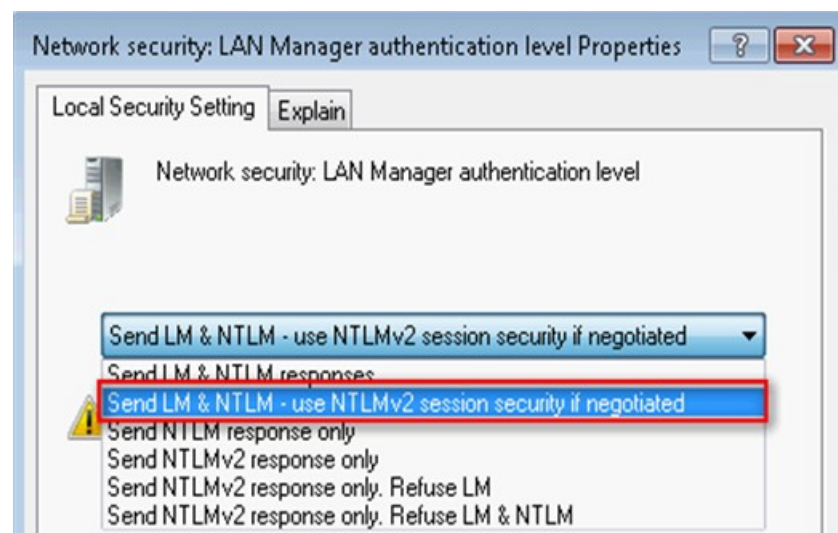 Network security: LAN Manager authentication level Properties
Local Security Setting Explain
Network security: LAN Manager authentication level
Send LM & NTLM - use NTLMv2 session security if negotiated
Send LM & NTLM responses
Send LM & NTLM - use NTLMv2 session security if negotiated
Send NTLM response only
Send NTLMv2 response only
Send NTLMv2 response only. Refuse LM
Send NTLMv2 response only. Refuse LM & NTLM